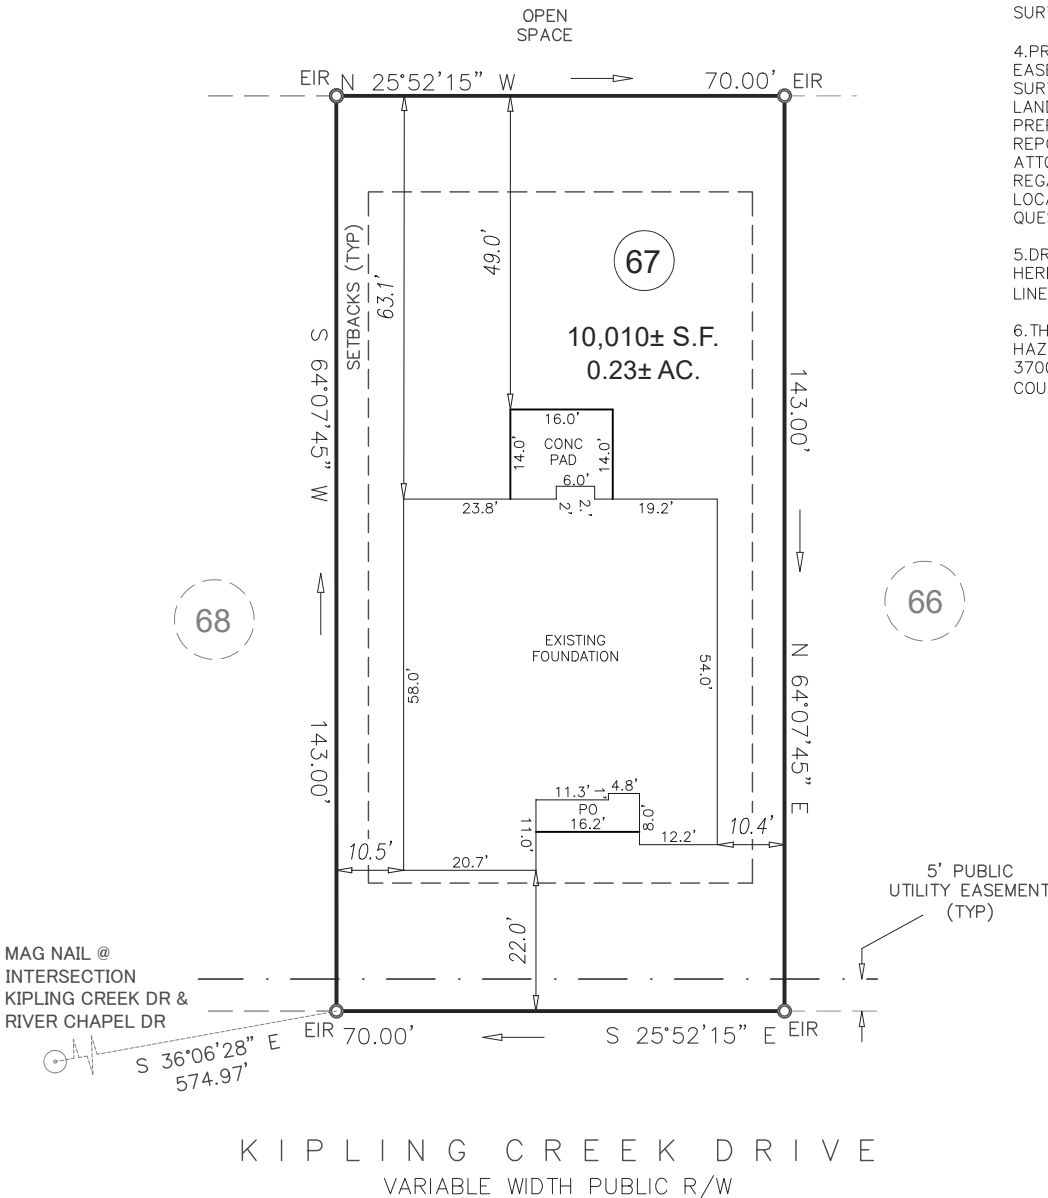 OPEN
SPACE
EIR N 25°52'15" W 70.00' EIR
SETBACKS (TYP)
63.1'
49.0'
67
10,010± S.F.
0.23± AC.
S 64°07'45" W
143.00'
143.00'
N 64°07'45" E
16.0'
14.0'
CONC
PAD
14.0'
6.0'
23.8'
2.'
2.'
19.2'
68
66
EXISTING
FOUNDATION
58.0'
54.0'
11.3'
1.'
4.8'
PO
16.2'
8.0'
11.0'
12.2'
10.4'
10.5'
20.7'
22.0'
5' PUBLIC
UTILITY EASEMENT
(TYP)
MAG NAIL @
INTERSECTION
KIPLING CREEK DR &
RIVER CHAPEL DR
S 36°06'28" E
574.97'
EIR 70.00' S 25°52'15" E EIR
KIPLING CREEK DRIVE
VARIABLE WIDTH PUBLIC R/W
SUR
4.PR
EASE
SUR
LAND
PREP
REPO
ATTO
REGA
LOCA
QUES
5.DR
HERE
LINE
6.TH
HAZ
3700
COU